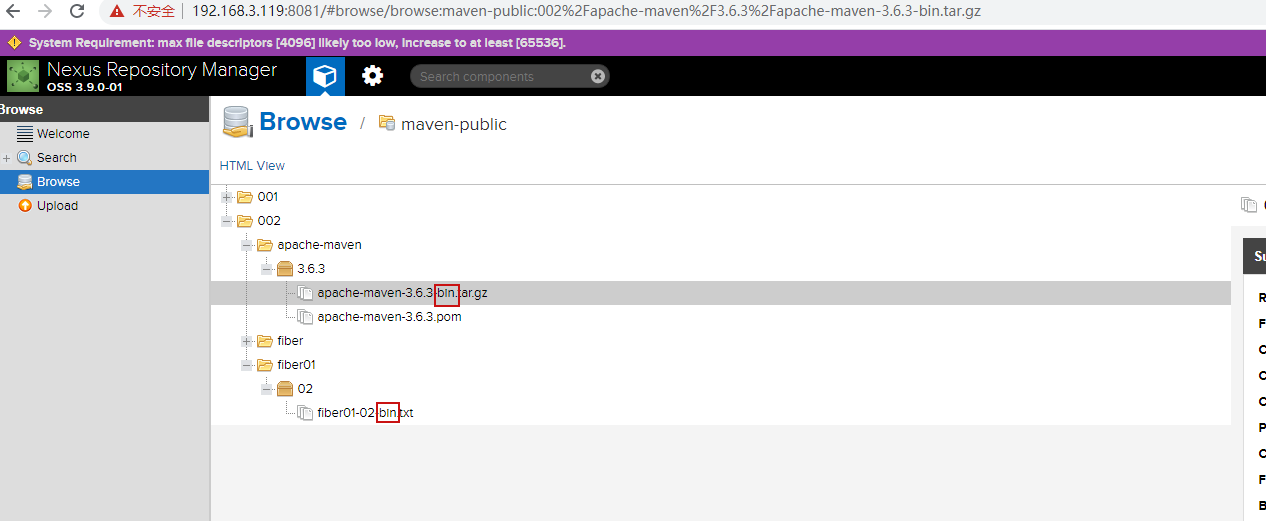 不安全 192.168.3.119:8081/#browse/browse:maven-public:002%2Fapache-maven%2F3.6.3%2Fapache-maven-3.6.3-bin.tar.gz
System Requirement: max file descriptors [4096] likely too low, increase to at least [65536].
Nexus Repository Manager
OSS 3.9.0-01
Search components
Browse
Welcome
Search
Browse
Upload
Browse / maven-public
HTML View
001
002
apache-maven
3.6.3
apache-maven-3.6.3-bin.tar.gz
apache-maven-3.6.3.pom
fiber
fiber01
02
fiber01-02-bin.txt